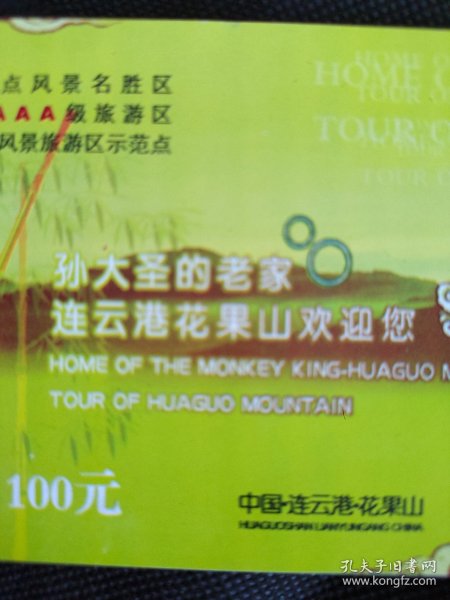 点风景名胜区
AAA级旅游区
风景旅游区示范点
HOME O
HOME
TOUR O
TOUR O
TOUR O
孙大圣的老家
连云港花果山欢迎您
HOME OF THE MONKEY KING-HUAGUO M
TOUR OF HUAGUO MOUNTAIN
100元
中国·连云港·花果山
HUAGUOSHAN LIANYUNGANG CHINA
孔夫子旧书网
www.kongfz.com